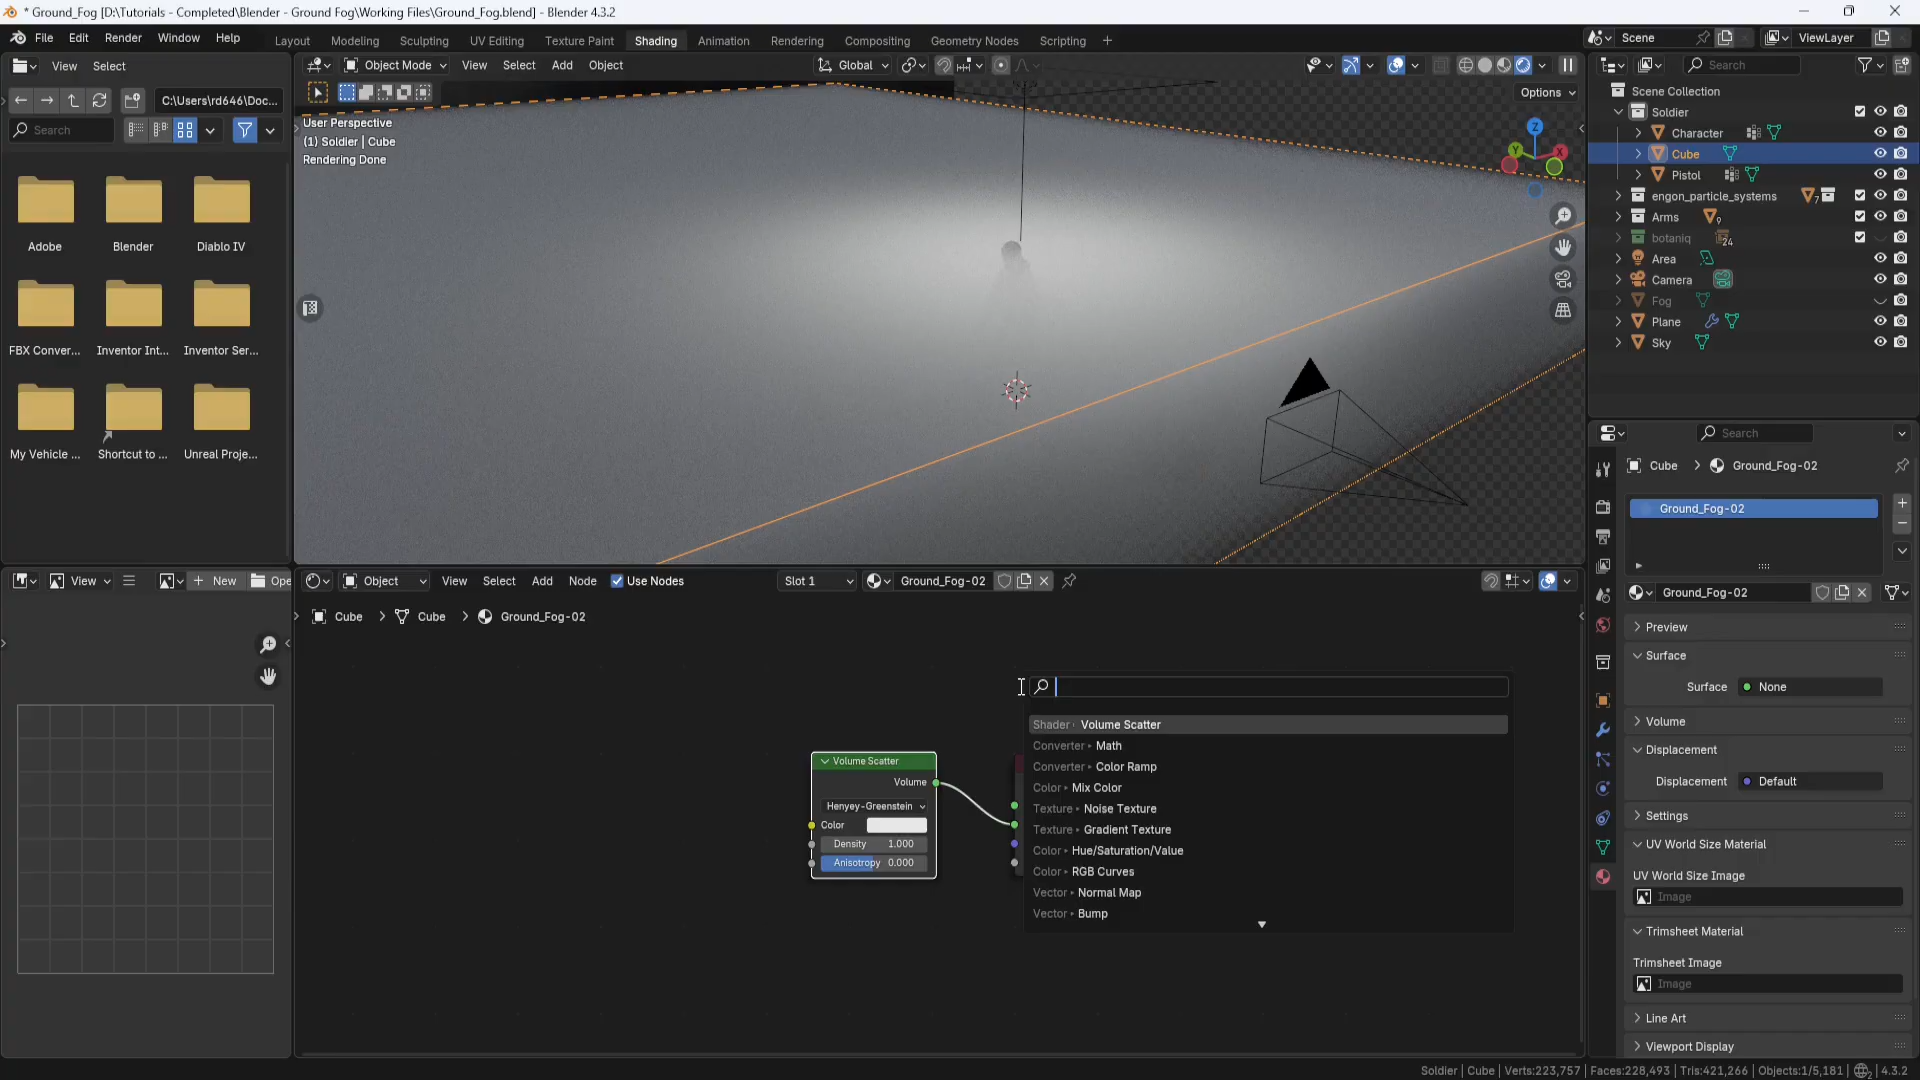 * Ground_Fog [D:\Tutorials - Completed\Blender - Ground Fog\Working Files\Ground_Fog.blend] - Blender 4.3.2
File Edit Render Window Help
Layout Modeling Sculpting UV Editing Texture Paint Shading Animation Rendering Compositing Geometry Nodes Scripting +
Scene
ViewLayer
View Select
Object Mode View Select Add Object
Global
Search
C:\Users\rd646\Doc...
Options
Search
User Perspective
(1) Soldier | Cube
Rendering Done
Z
Y
X
Adobe
Blender
Diablo IV
FBX Conver...
Inventor Int...
Inventor Ser...
My Vehicle ...
Shortcut to ...
Unreal Proje...
Scene Collection
Soldier
Character
Cube
Pistol
engon_particle_systems
7
Arms
9
botaniq
24
Area
Camera
Fog
Plane
Sky
Search
Cube
Ground_Fog-02
Ground_Fog-02
Ground_Fog-02
Preview
Surface
Surface
None
Volume
Displacement
Displacement
Default
Settings
UV World Size Material
UV World Size Image
Image
Trimsheet Material
Trimsheet Image
Image
Line Art
Viewport Display
View
New
Ope
Object View Select Add Node Use Nodes
Slot 1
Ground_Fog-02
Cube
Cube
Ground_Fog-02
Volume Scatter
Volume
Henyey-Greenstein
Color
Density 1.000
Anisotropy 0.000
Shader Volume Scatter
Converter Math
Converter Color Ramp
Color Mix Color
Texture Noise Texture
Texture Gradient Texture
Color Hue/Saturation/Value
Color RGB Curves
Vector Normal Map
Vector Bump
Soldier | Cube | Verts:223,757 | Faces:228,493 | Tris:421,266 | Objects:1/5,181 | 4.3.2